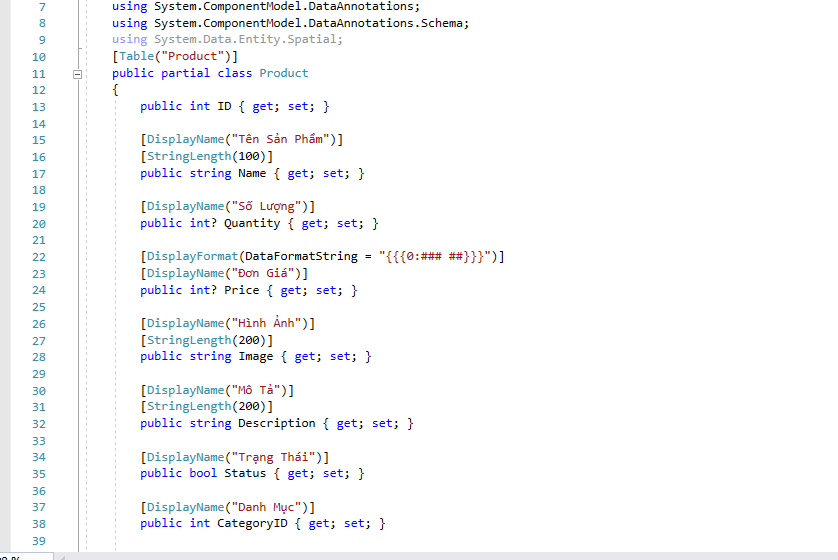 7 using System.ComponentModel.DataAnnotations;
8 using System.ComponentModel.DataAnnotations.Schema;
9 using System.Data.Entity.Spatial;
10 [Table("Product")]
11 public partial class Product
12 {
13 public int ID { get; set; }
14
15 [DisplayName("Tên Sản Phẩm")]
16 [StringLength(100)]
17 public string Name { get; set; }
18
19 [DisplayName("Số Lượng")]
20 public int? Quantity { get; set; }
21
22 [DisplayFormat(DataFormatString = "{{{0:### ##}}}")]
23 [DisplayName("Đơn Giá")]
24 public int? Price { get; set; }
25
26 [DisplayName("Hình Ảnh")]
27 [StringLength(200)]
28 public string Image { get; set; }
29
30 [DisplayName("Mô Tả")]
31 [StringLength(200)]
32 public string Description { get; set; }
33
34 [DisplayName("Trạng Thái")]
35 public bool Status { get; set; }
36
37 [DisplayName("Danh Mục")]
38 public int CategoryID { get; set; }
39